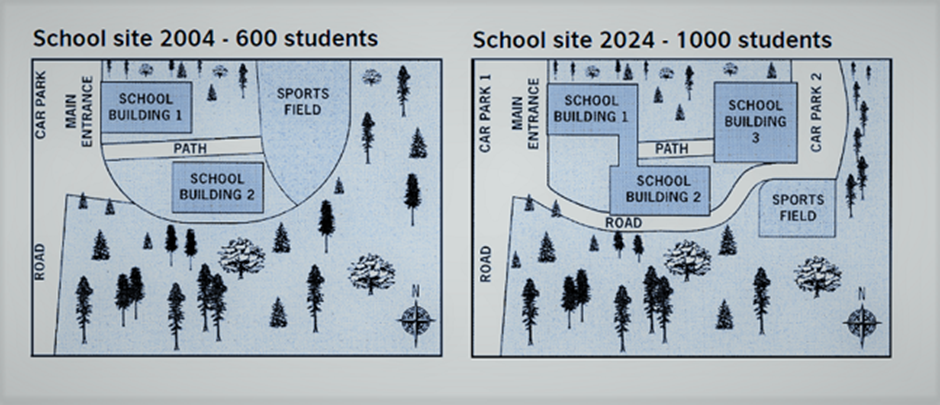 School site 2004 - 600 students
CAR PARK
MAIN
ENTRANCE
SCHOOL
BUILDING 1
SPORTS
FIELD
PATH
SCHOOL
BUILDING 2
ROAD
N
School site 2024 - 1000 students
CAR PARK 1
MAIN
ENTRANCE
SCHOOL
BUILDING 1
SCHOOL
BUILDING
3
CAR PARK 2
PATH
SCHOOL
BUILDING 2
SPORTS
FIELD
ROAD
ROAD
N